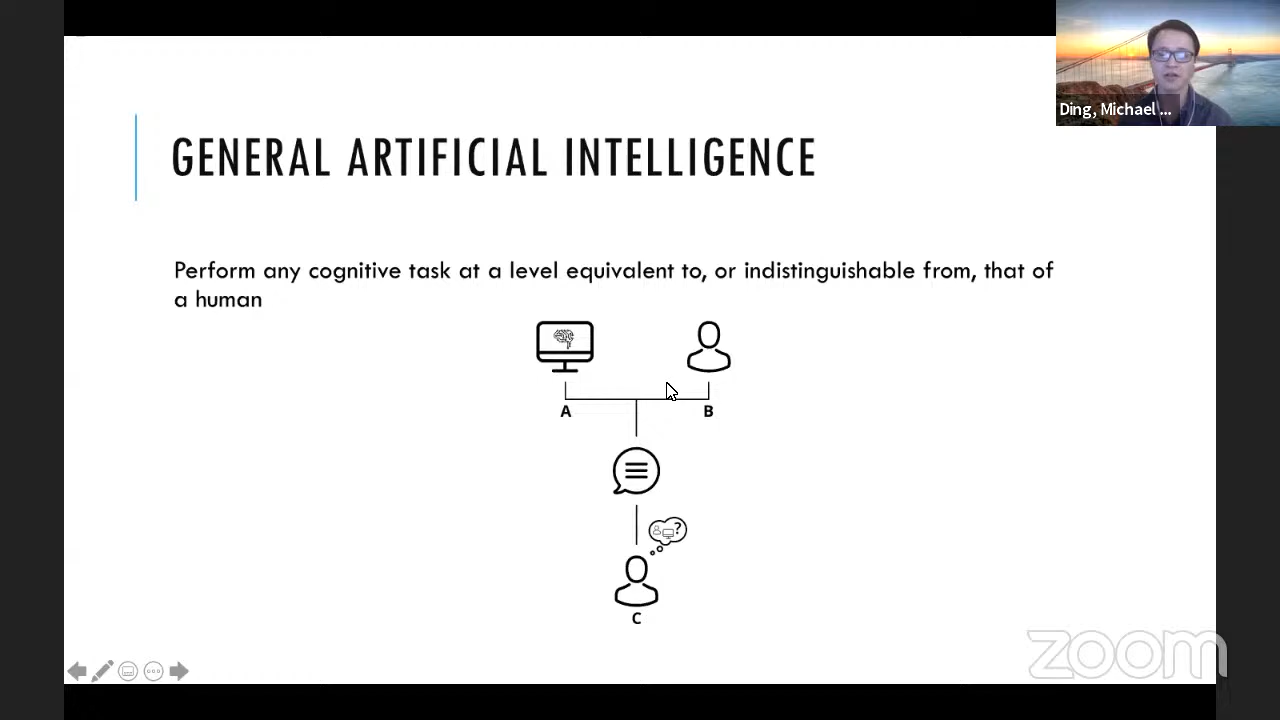 Ding, Michael ...
GENERAL ARTIFICIAL INTELLIGENCE
Perform any cognitive task at a level equivalent to, or indistinguishable from, that of
a human
A
B
?
C
zoom